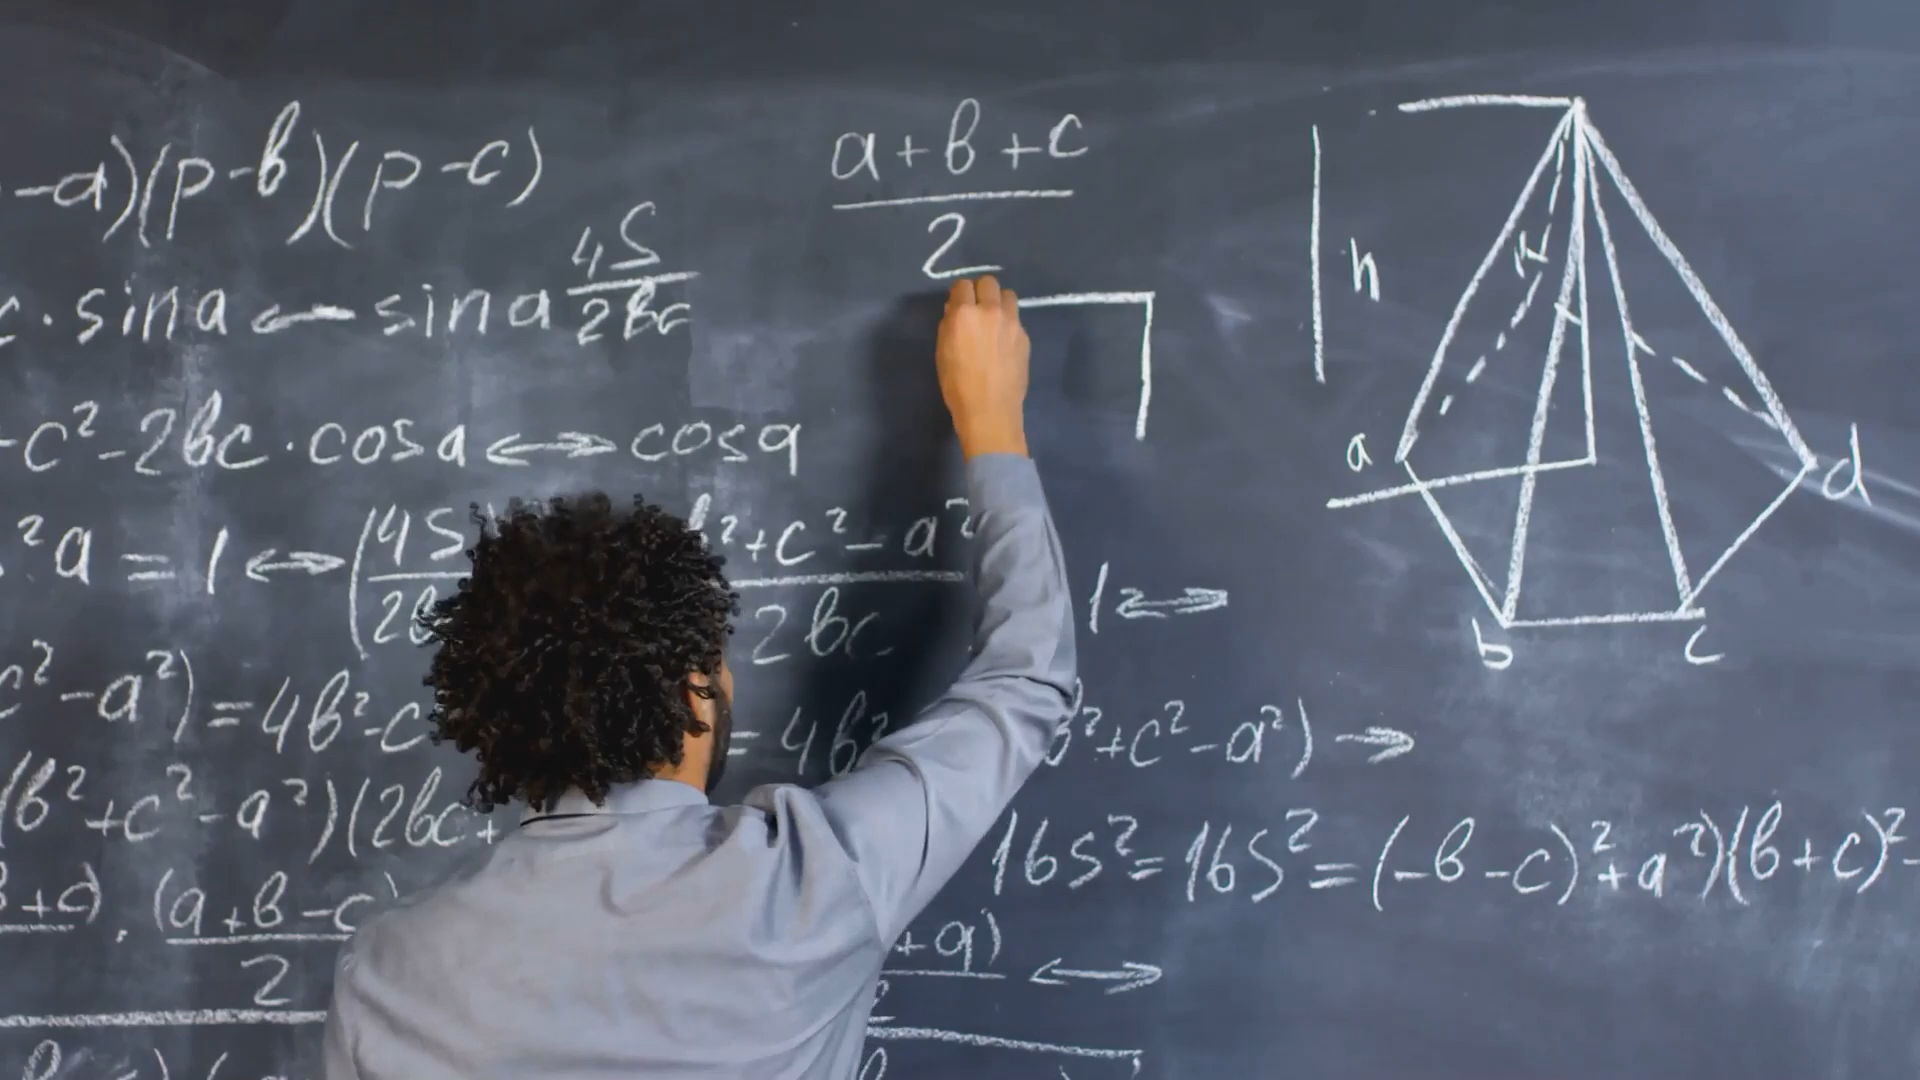 -a)(p-b)(p-c)
a+b+c
2
c·sina ← sina 4S
2bc
-c²-2bc·cosa ↔ cosa
²a = 1 ↔ (4S
b²+c²-a²
2bc
1 ↔
c²-a²) = 4b²-c
= 4b²
b²+c²-a²) →
(b²+c²-a²)(2bc+
16S² = 16S² = (-b-c)²+a²)(b+c)²-
b+c) · (a+b-c)
2
+a) ↔
h
a
b
c
d